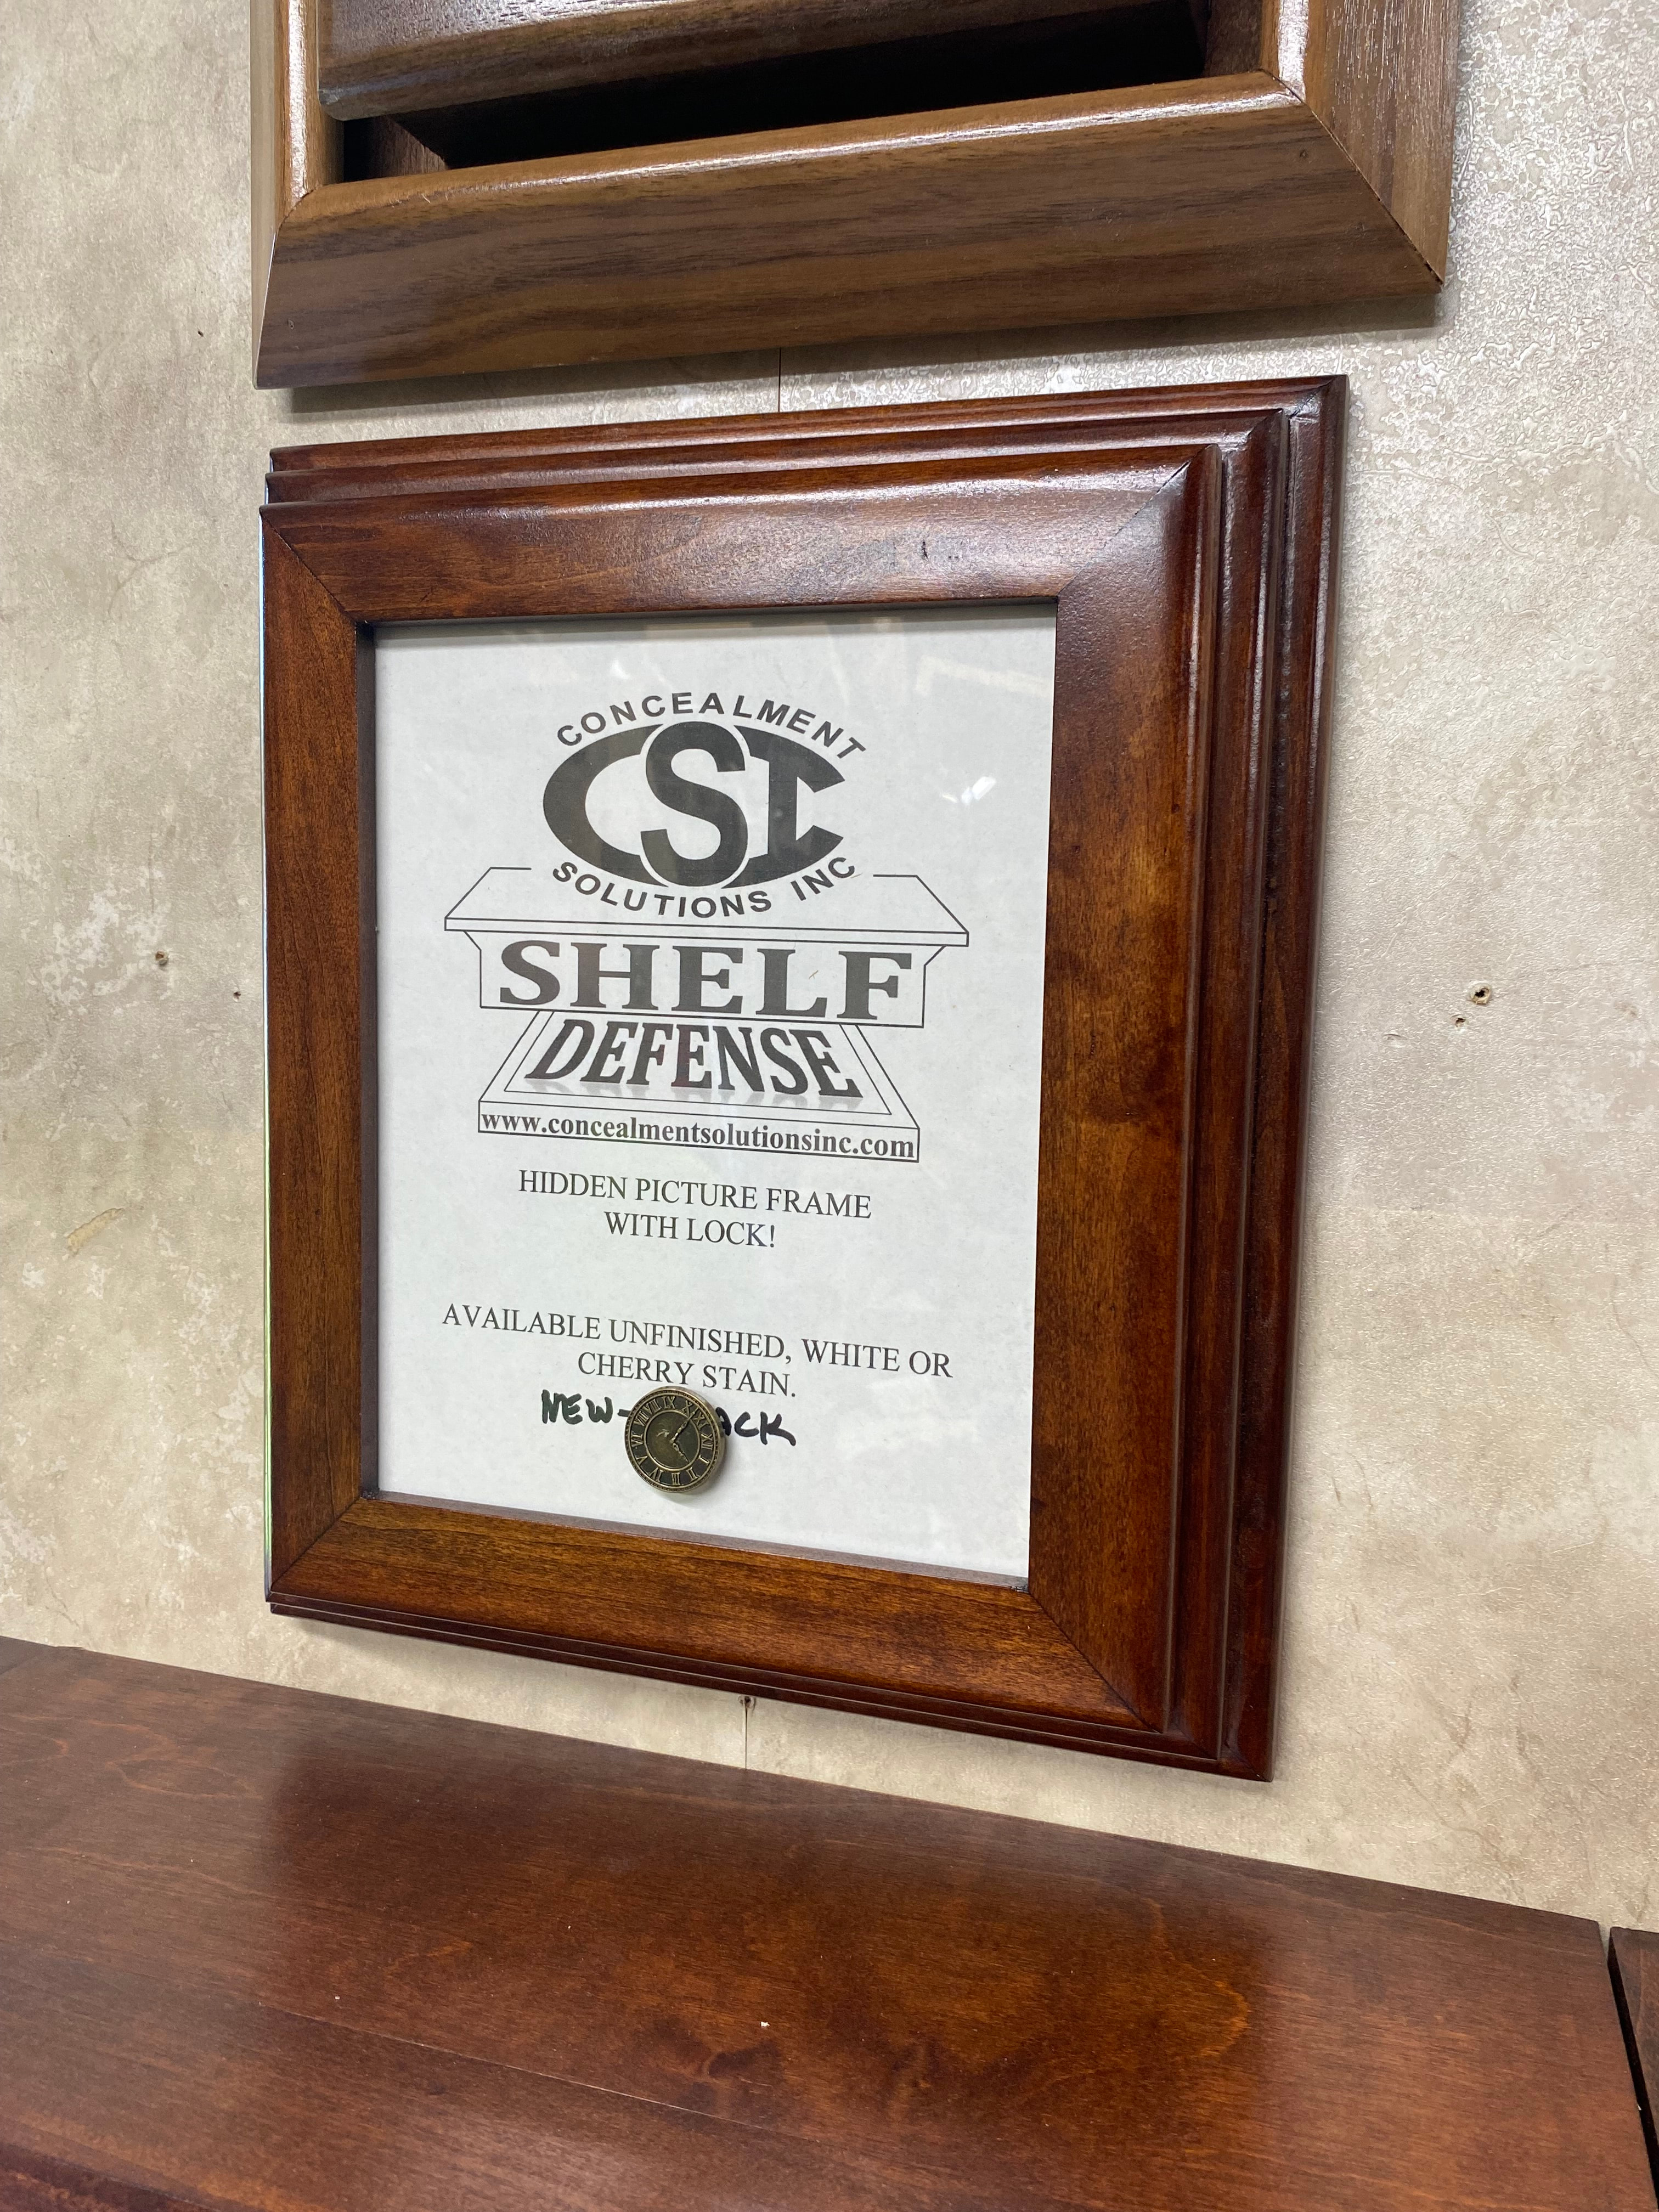 CONCEALMENT
CSI
SOLUTIONS INC
SHELF
DEFENSE
www.concealmentsolutionsinc.com
HIDDEN PICTURE FRAME
WITH LOCK!
AVAILABLE UNFINISHED, WHITE OR
CHERRY STAIN.
NEW-